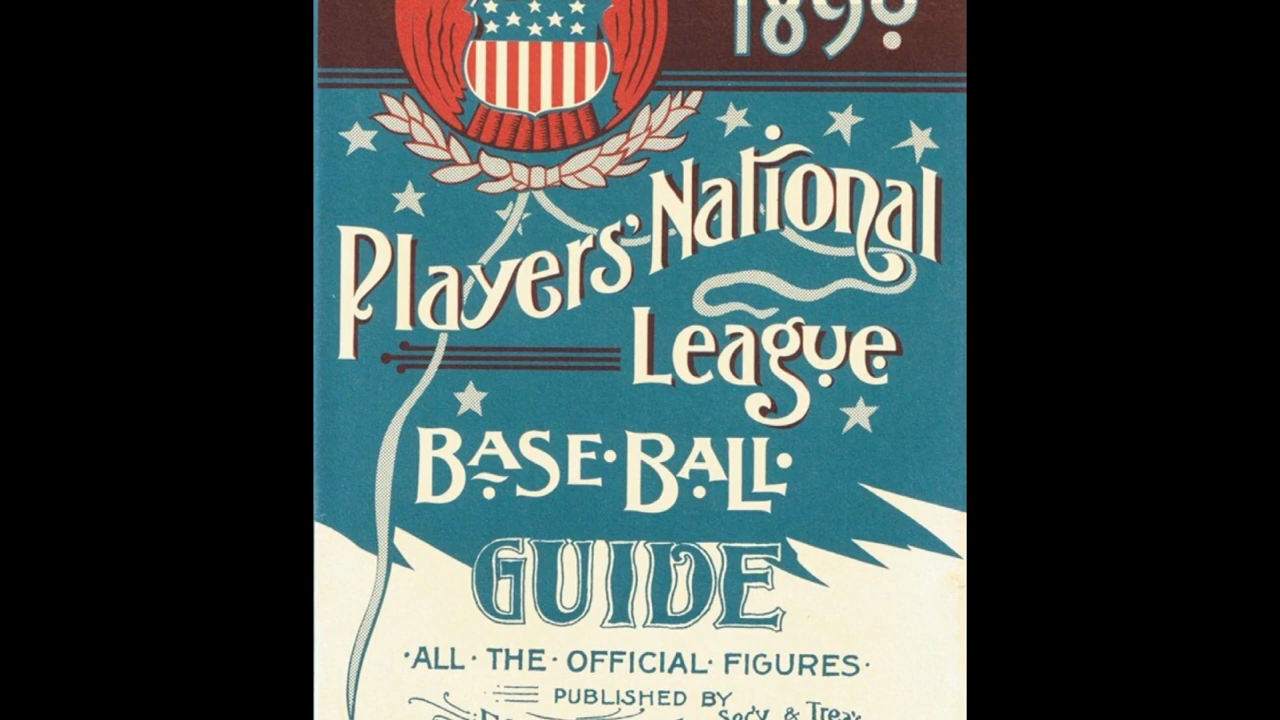 1890
Players' National
League
BASE·BALL·
GUIDE
·ALL·THE·OFFICIAL·FIGURES·
PUBLISHED BY
Sec'y & Treas